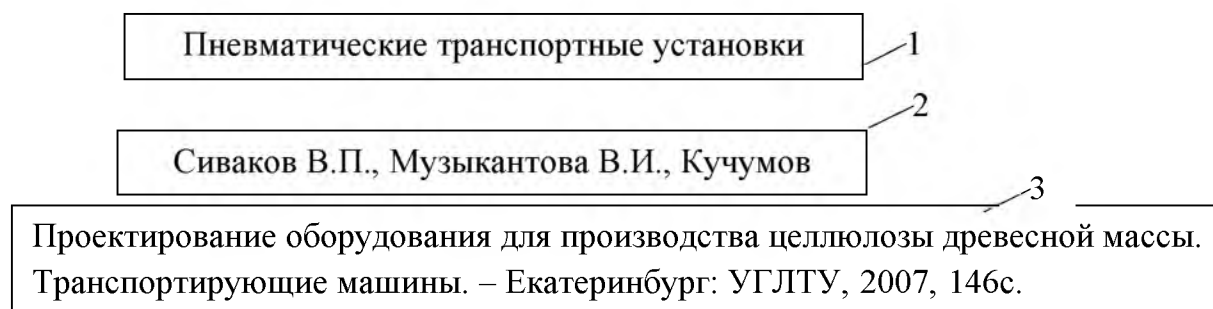 Пневматические транспортные установки
1
2
Сиваков В.П., Музыкантова В.И., Кучумов
3
Проектирование оборудования для производства целлюлозы древесной массы.
Транспортирующие машины. – Екатеринбург: УГЛТУ, 2007, 146с.